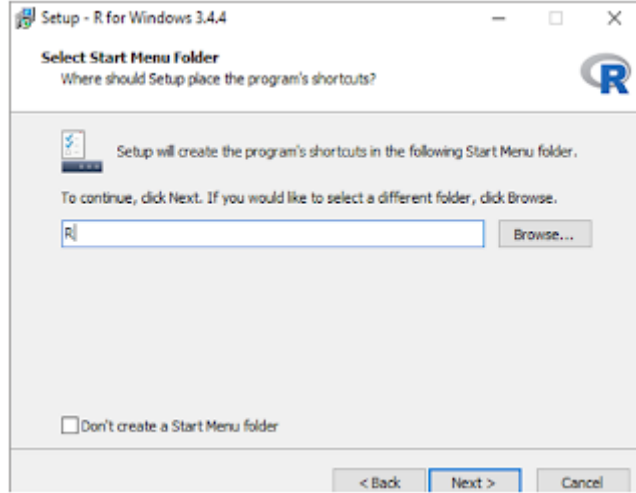 Setup - R for Windows 3.4.4
Select Start Menu Folder
Where should Setup place the program's shortcuts?
R
Setup will create the program's shortcuts in the following Start Menu folder.
To continue, click Next. If you would like to select a different folder, click Browse.
R
Browse...
Don't create a Start Menu folder
< Back
Next >
Cancel